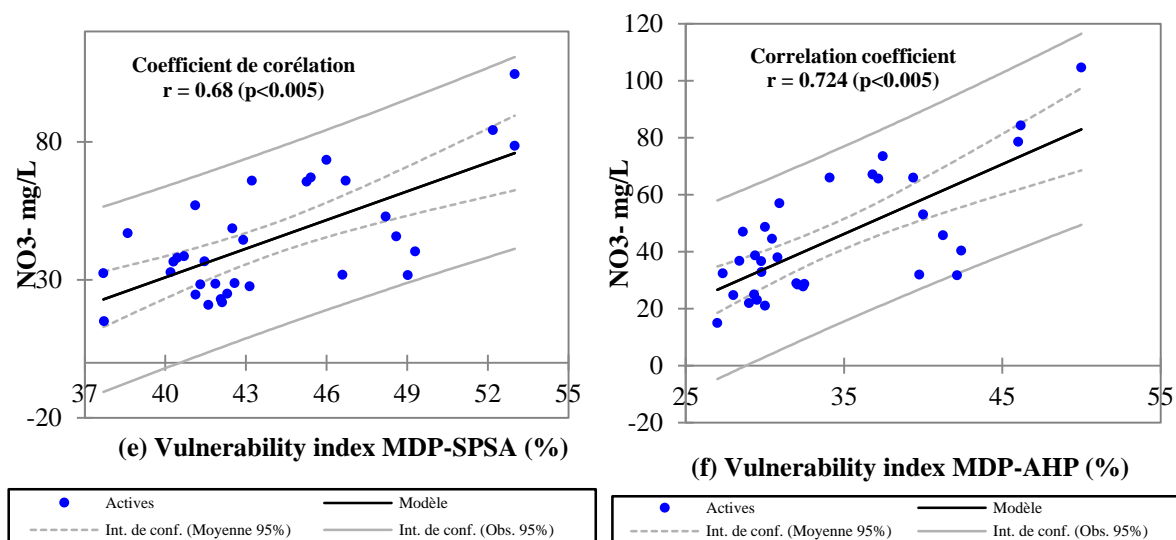 Coefficient de corélation
r = 0.68 (p<0.005)
NO3- mg/L
80
30
-20
37
40
43
46
49
52
55
(e) Vulnerability index MDP-SPSA (%)
Actives
Modèle
Int. de conf. (Moyenne 95%)
Int. de conf. (Obs. 95%)
Correlation coefficient
r = 0.724 (p<0.005)
NO3- mg/L
120
100
80
60
40
20
0
-20
25
35
45
55
(f) Vulnerability index MDP-AHP (%)
Actives
Modèle
Int. de conf. (Moyenne 95%)
Int. de conf. (Obs. 95%)